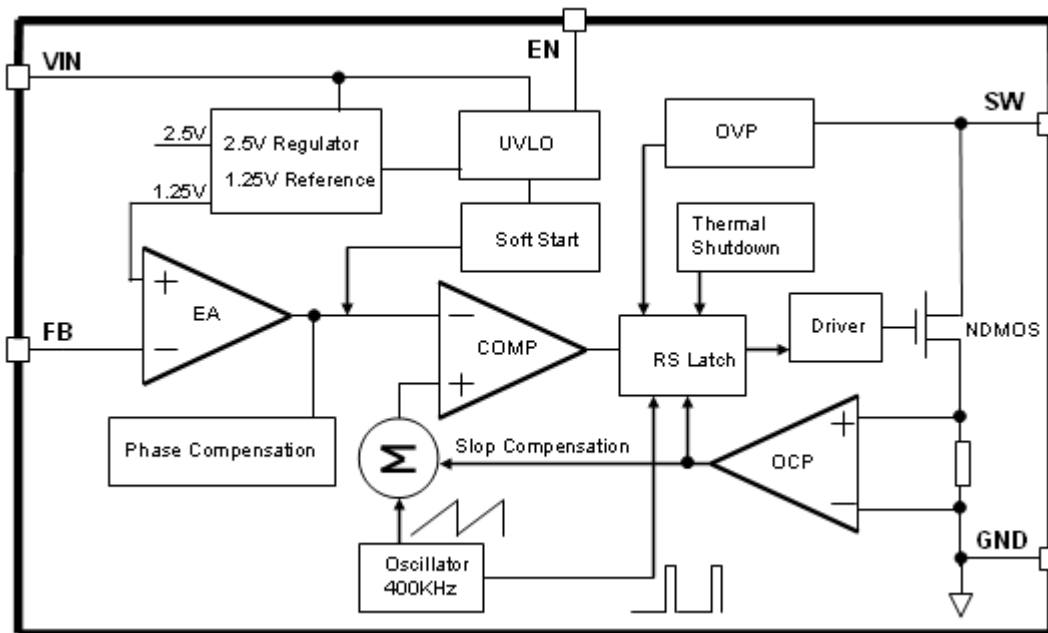 EN
VIN
SW
2.5V
2.5V Regulator
1.25V Reference
UVLO
OVP
1.25V
Soft Start
Thermal
Shutdown
+
EA
−
FB
−
COMP
+
RS Latch
Driver
NDMOS
Phase Compensation
Σ
Slop Compensation
+
OCP
−
Oscillator
400KHz
GND